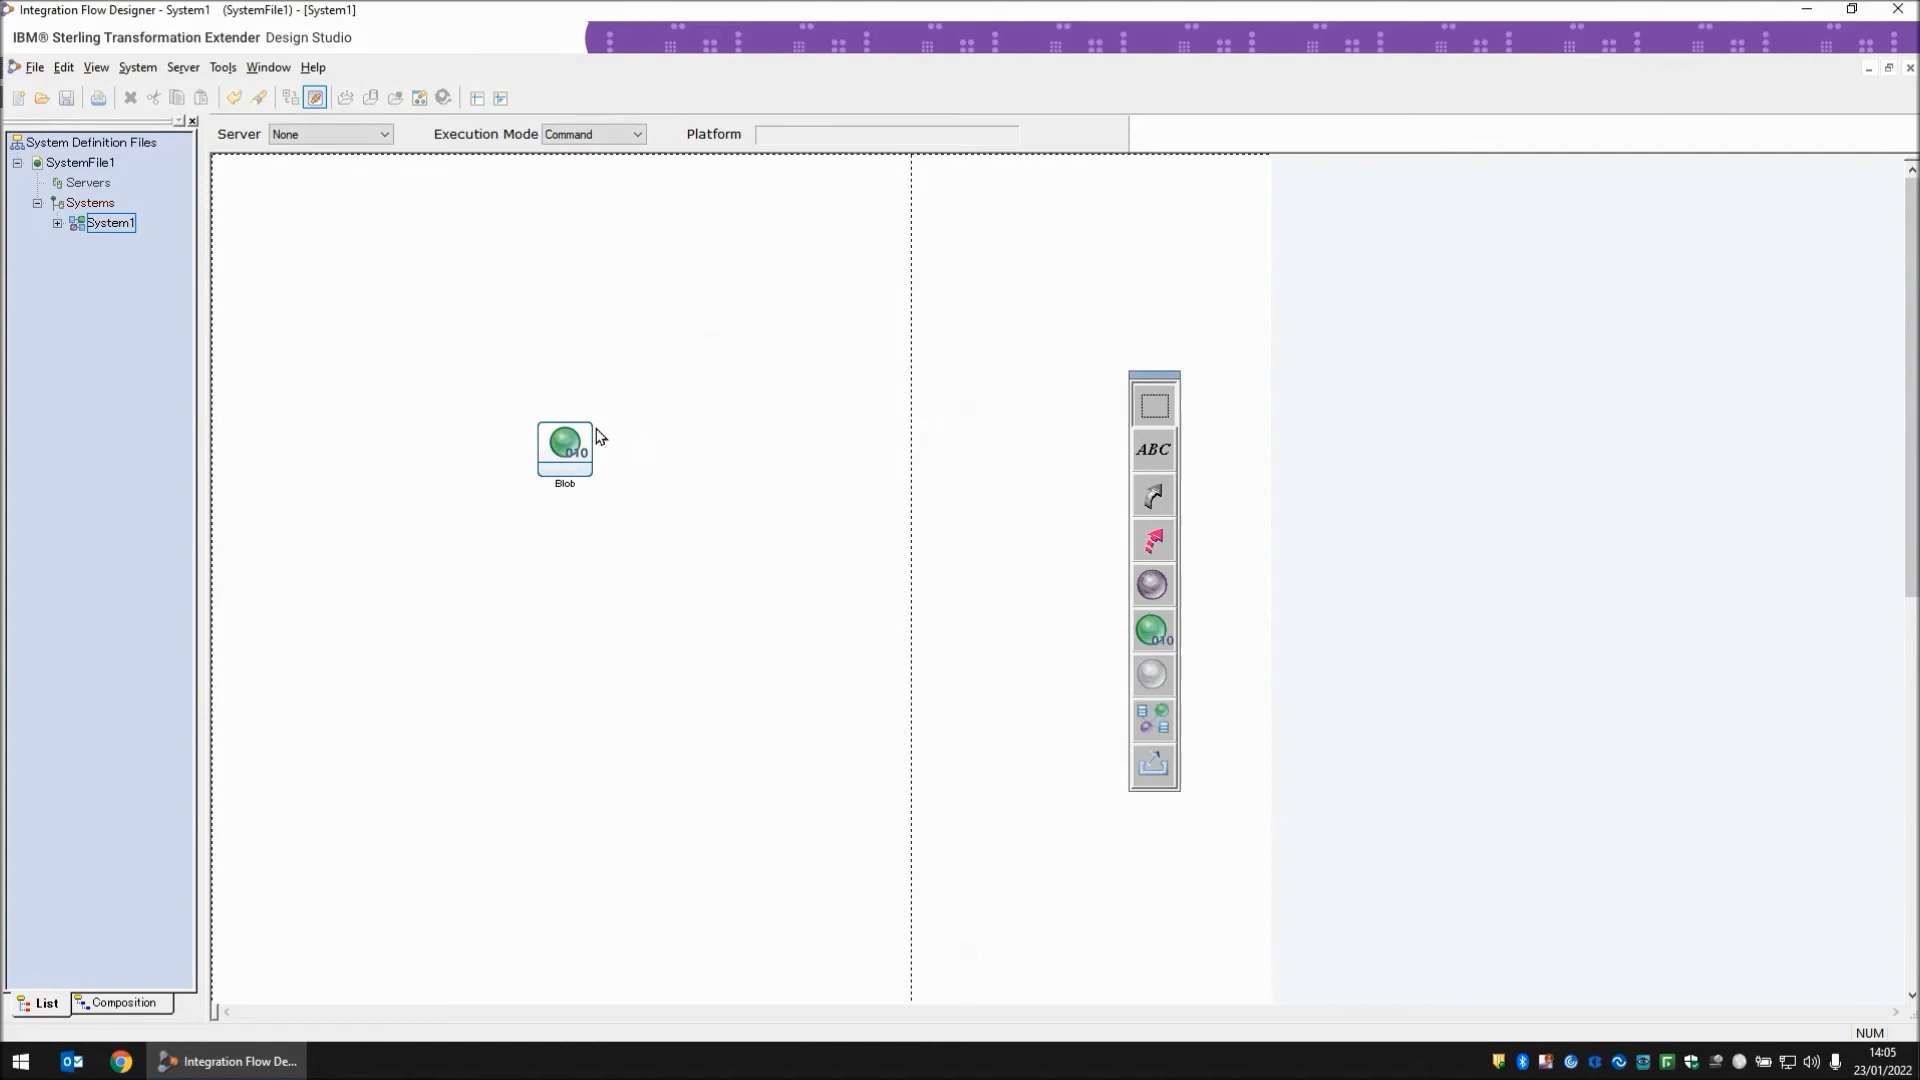 Integration Flow Designer - System1 (SystemFile1) - [System1]
IBM® Sterling Transformation Extender Design Studio
File Edit View System Server Tools Window Help
Server None Execution Mode Command Platform
System Definition Files
SystemFile1
Servers
Systems
System1
010
Blob
ABC
010
List Composition
NUM
Integration Flow De...
14:05
23/01/2022